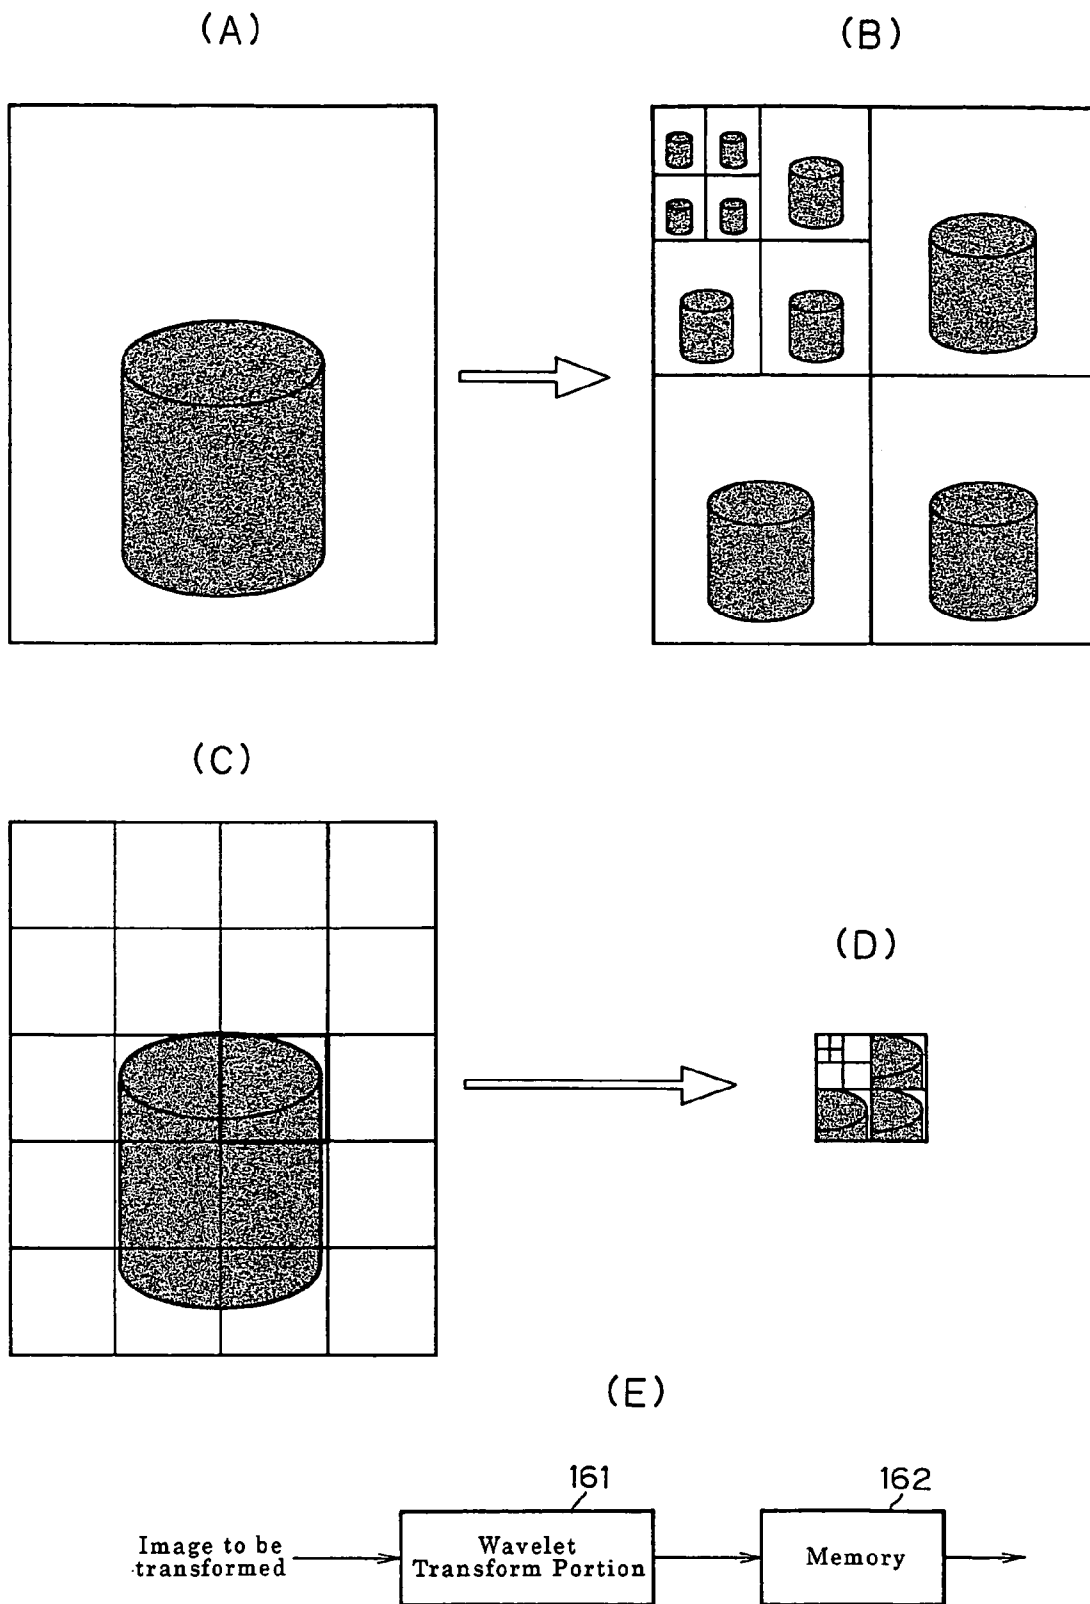 (A)
(B)
(C)
(D)
(E)
161
162
Image to be
transformed
Wavelet
Transform Portion
Memory